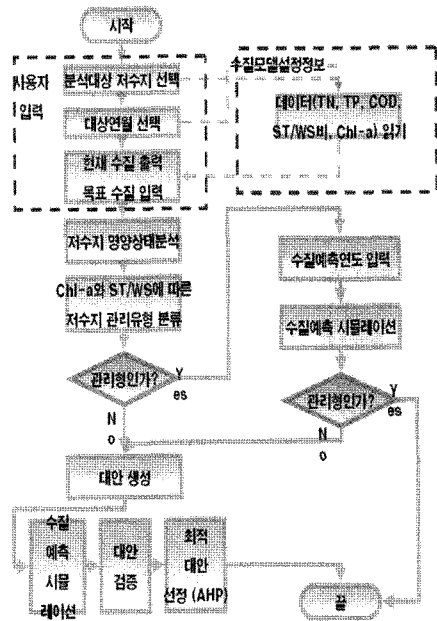 시작
사용자
입력
분석대상 저수지 선택
대상연월 선택
현재 수질 출력
목표 수질 입력
수질모델설정정보
데이터(TN, TP, COD,
ST/WS비, Chl-a) 읽기
저수지 영양상태분석
Chl-a와 ST/WS에 따른
저수지 관리유형 분류
관리형인가?
Y
es
N
o
수질예측연도 입력
수질예측 시뮬레이션
관리형인가?
Y
es
N
o
대안 생성
수질
예측
시뮬
레이션
대안
검증
최적
대안
선정 (AHP)
끝